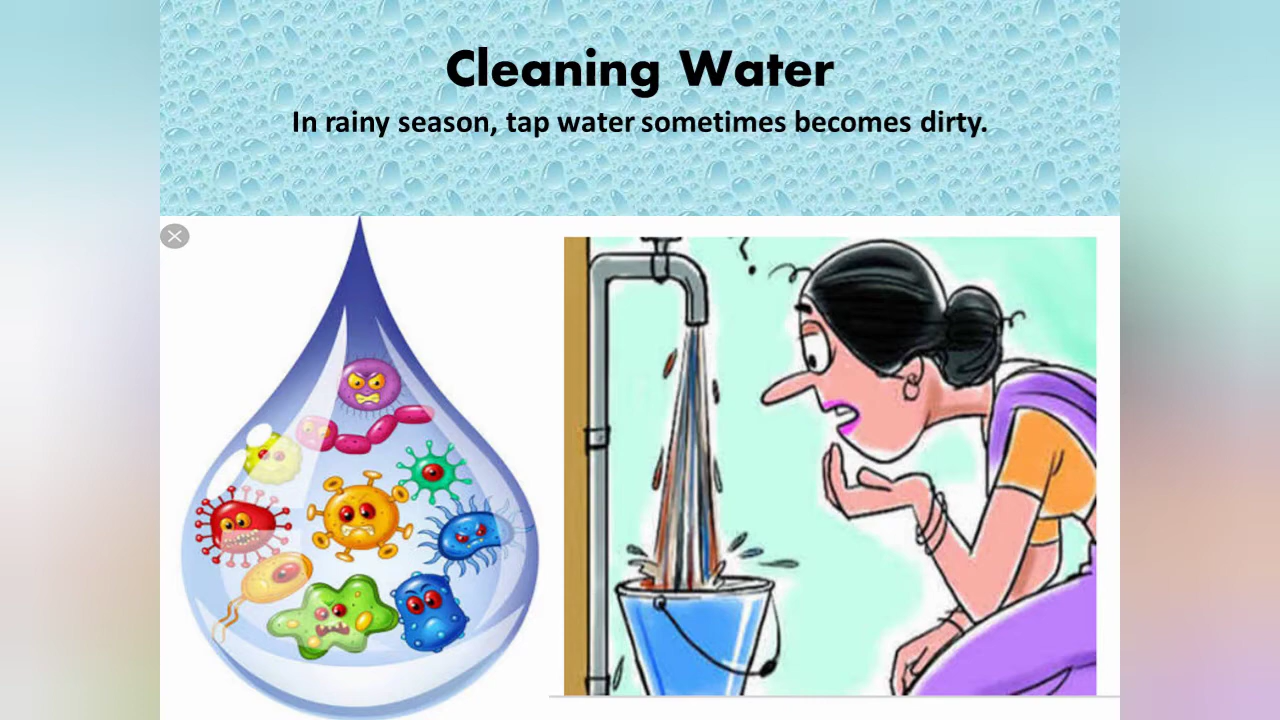 Cleaning Water
In rainy season, tap water sometimes becomes dirty.